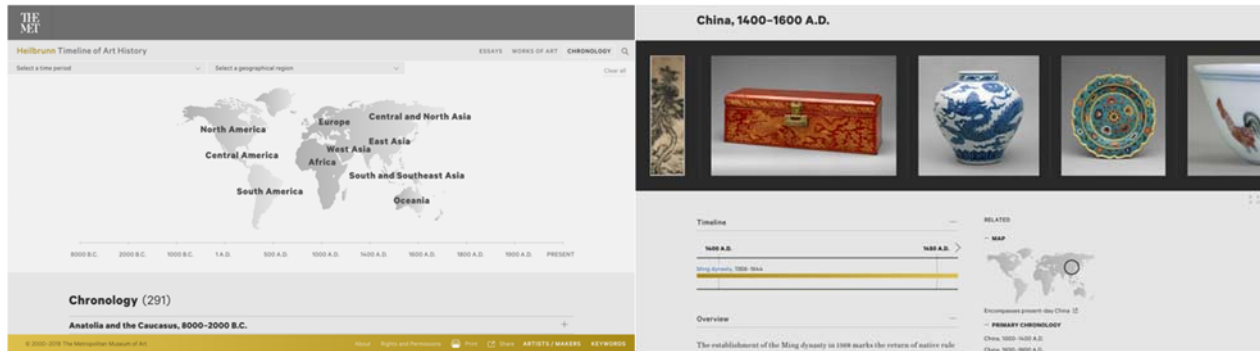 THE
MET
Heilbrunn Timeline of Art History
ESSAYS WORKS OF ART CHRONOLOGY
Select a time period
Select a geographical region
Clear all
North America
Europe
Central and North Asia
East Asia
West Asia
Central America
Africa
South and Southeast Asia
South America
Oceania
8000 B.C. 2000 B.C. 1000 B.C. 1 A.D. 500 A.D. 1000 A.D. 1400 A.D. 1600 A.D. 1800 A.D. 1900 A.D. PRESENT
Chronology (291)
Anatolia and the Caucasus, 8000–2000 B.C.
© 2000–2018 The Metropolitan Museum of Art
About Rights and Permissions Print Share ARTISTS / MAKERS KEYWORDS
China, 1400–1600 A.D.
Timeline
1400 A.D. 1450 A.D.
Ming dynasty, 1368–1644
Overview
The establishment of the Ming dynasty in 1368 marks the return of native rule
RELATED
MAP
Encompasses present-day China
PRIMARY CHRONOLOGY
China, 1000–1400 A.D.
China, 1600–1800 A.D.